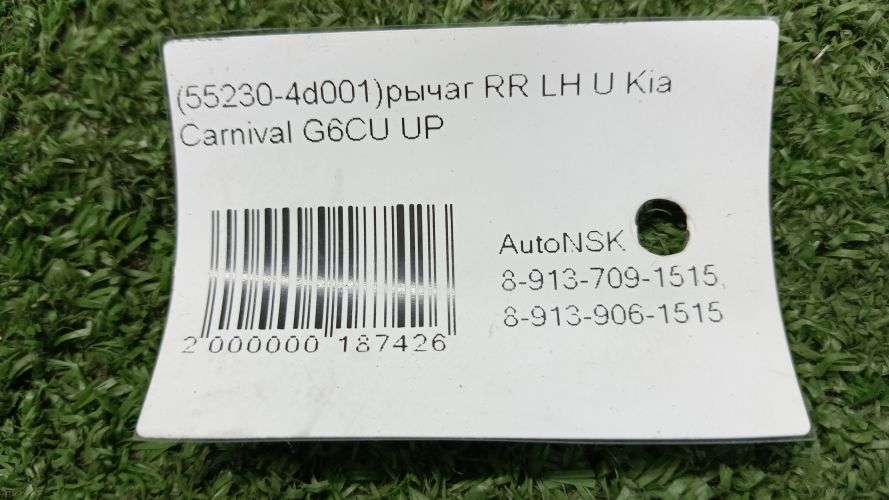 (55230-4d001)рычаг RR LH U Kia
Carnival G6CU UP
AutoNSK
8-913-709-1515,
8-913-906-1515
2 000000 187426